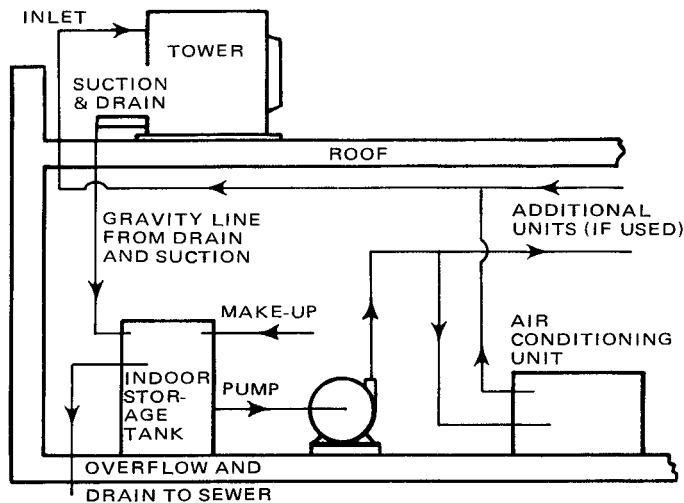 INLET
TOWER
SUCTION
& DRAIN
ROOF
GRAVITY LINE
FROM DRAIN
AND SUCTION
ADDITIONAL
UNITS (IF USED)
MAKE-UP
AIR
CONDITIONING
UNIT
INDOOR
STOR-
AGE
TANK
PUMP
OVERFLOW AND
DRAIN TO SEWER